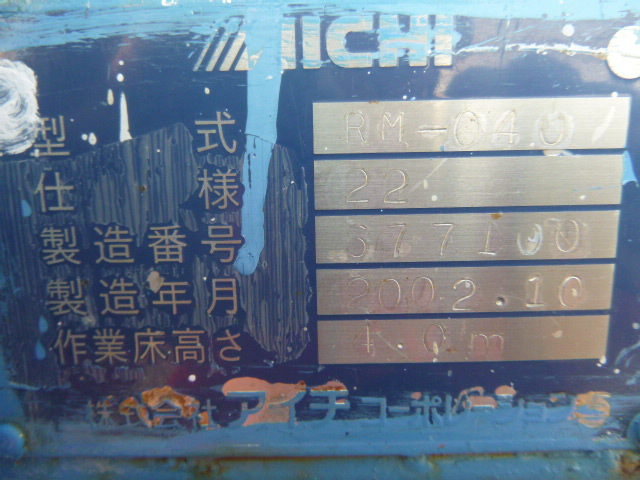 AICHI
型式 RM-040
仕様 22
製造番号 377100
製造年月 2002.10
作業床高さ 4.0m
株式会社アイチコーポレーション